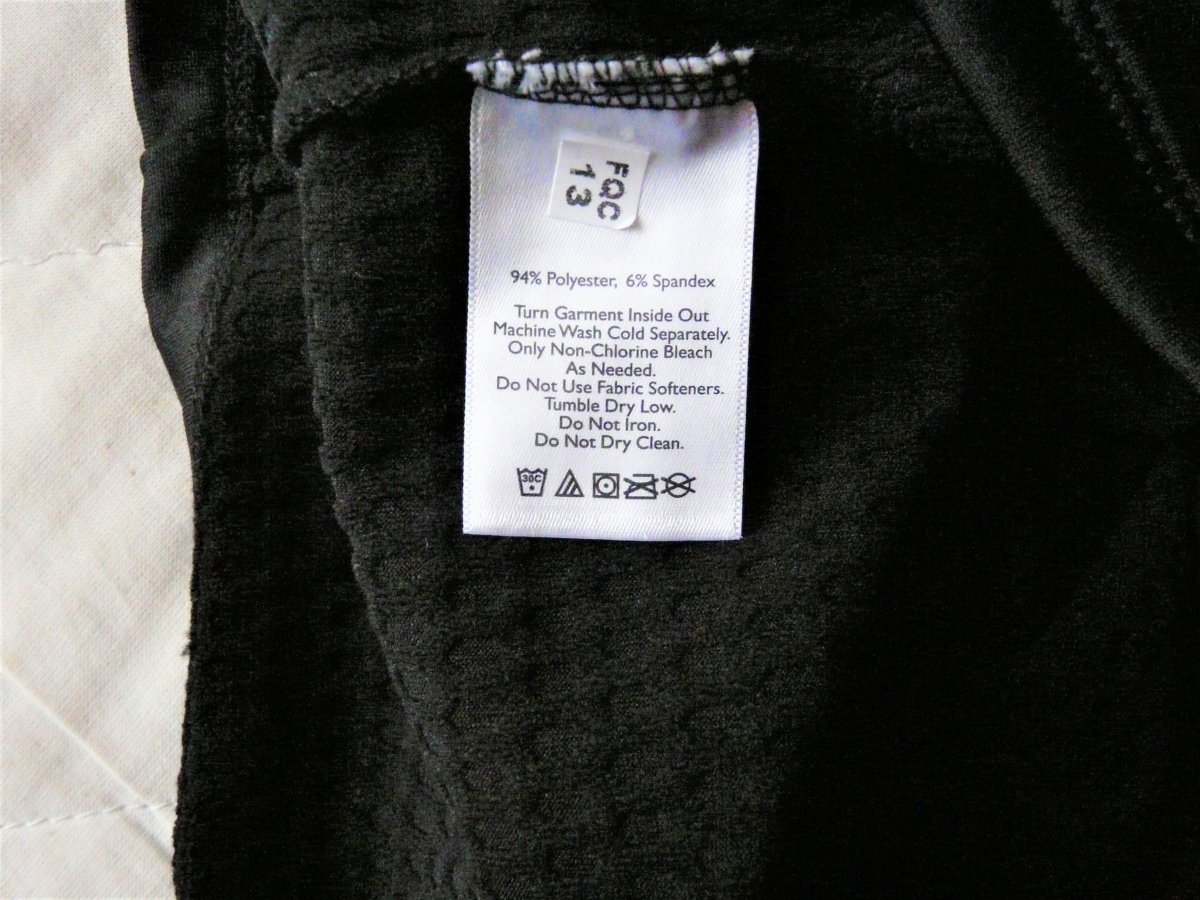 FQC
13
94% Polyester, 6% Spandex
Turn Garment Inside Out
Machine Wash Cold Separately.
Only Non-Chlorine Bleach
As Needed.
Do Not Use Fabric Softeners.
Tumble Dry Low.
Do Not Iron.
Do Not Dry Clean.
30C